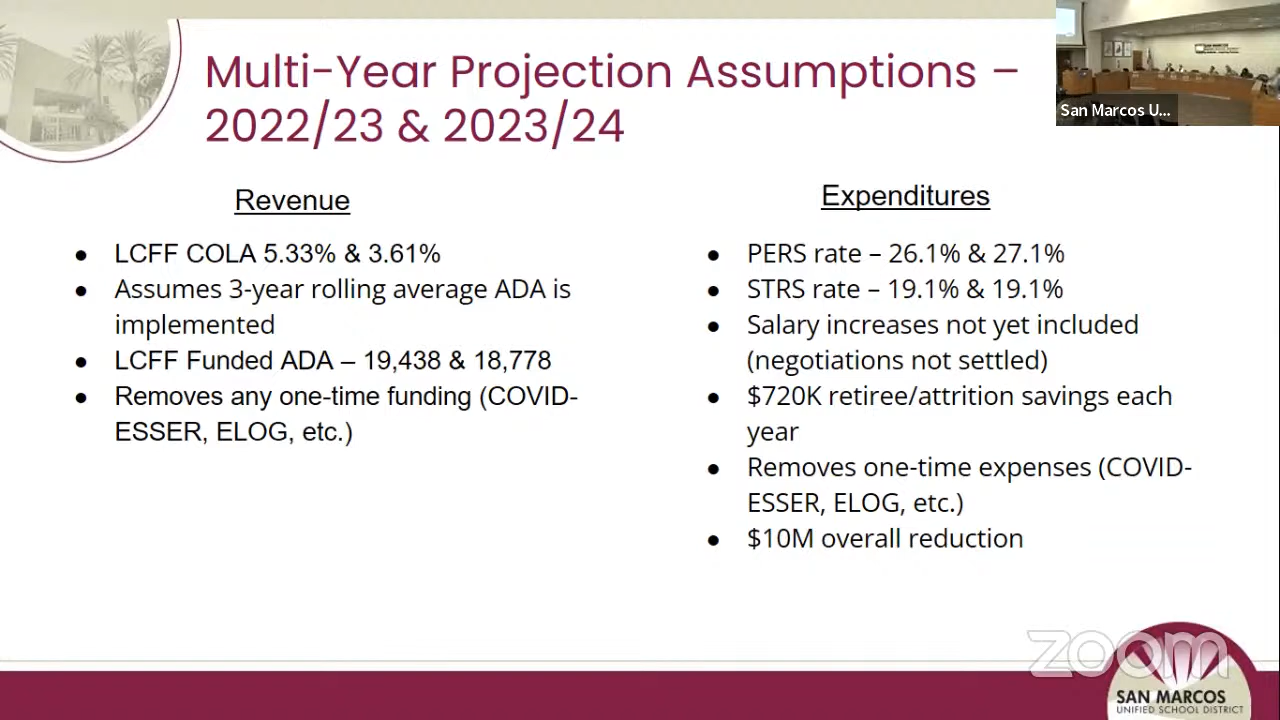 Multi-Year Projection Assumptions –
2022/23 & 2023/24
San Marcos U...
Revenue
● LCFF COLA 5.33% & 3.61%
● Assumes 3-year rolling average ADA is
implemented
● LCFF Funded ADA – 19,438 & 18,778
● Removes any one-time funding (COVID-
ESSER, ELOG, etc.)
Expenditures
● PERS rate – 26.1% & 27.1%
● STRS rate – 19.1% & 19.1%
● Salary increases not yet included
(negotiations not settled)
● $720K retiree/attrition savings each
year
● Removes one-time expenses (COVID-
ESSER, ELOG, etc.)
● $10M overall reduction
zoom
SAN MARCOS
UNIFIED SCHOOL DISTRICT